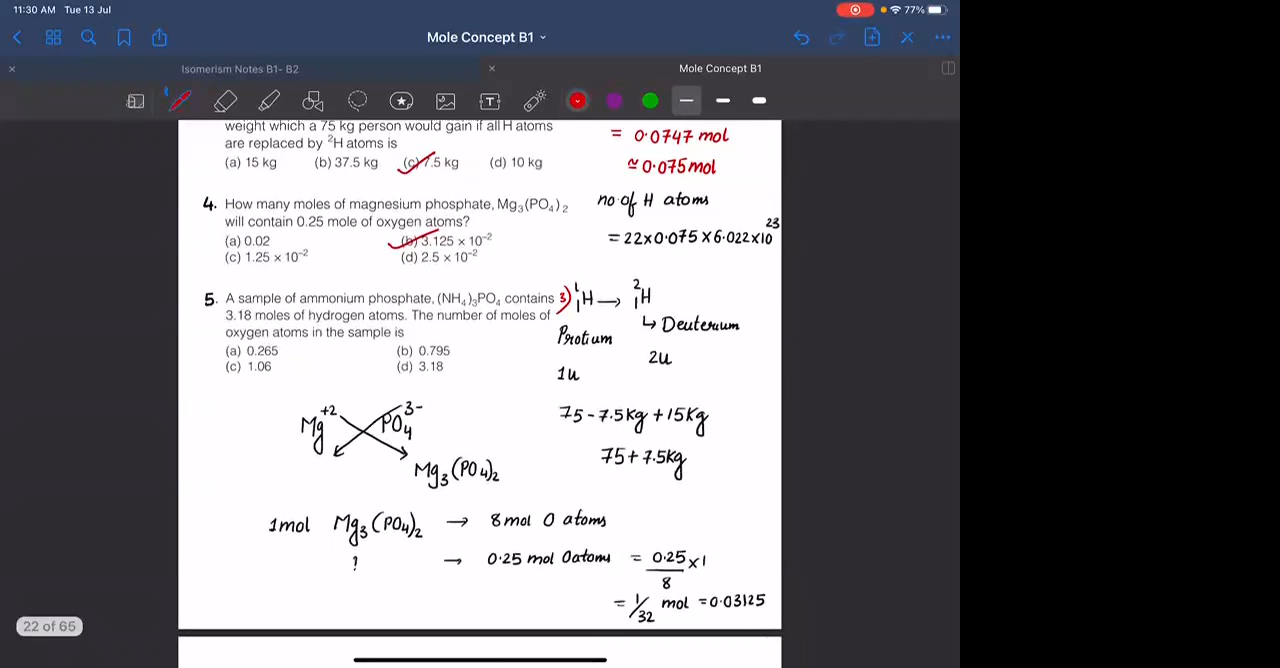 11:30 AM Tue 13 Jul
77%
Mole Concept B1
Isomerism Notes B1- B2
Mole Concept B1
weight which a 75 kg person would gain if all H atoms
are replaced by ²H atoms is
(a) 15 kg (b) 37.5 kg (c) 7.5 kg (d) 10 kg
4. How many moles of magnesium phosphate, Mg₃(PO₄)₂
will contain 0.25 mole of oxygen atoms?
(a) 0.02 (b) 3.125 × 10⁻²
(c) 1.25 × 10⁻² (d) 2.5 × 10⁻²
5. A sample of ammonium phosphate, (NH₄)₃PO₄ contains
3.18 moles of hydrogen atoms. The number of moles of
oxygen atoms in the sample is
(a) 0.265 (b) 0.795
(c) 1.06 (d) 3.18
= 0.0747 mol
≃ 0.075 mol
no. of H atoms
= 22 × 0.075 × 6.022 × 10²³
3) ¹₁H → ²₁H
↳ Deuterium
Protium
2u
1u
75 - 7.5kg + 15kg
75 + 7.5kg
Mg⁺² PO₄³⁻
Mg₃(PO₄)₂
1mol Mg₃(PO₄)₂ → 8 mol O atoms
? → 0.25 mol O atoms = 0.25/8 × 1
= 1/32 mol = 0.03125
22 of 65